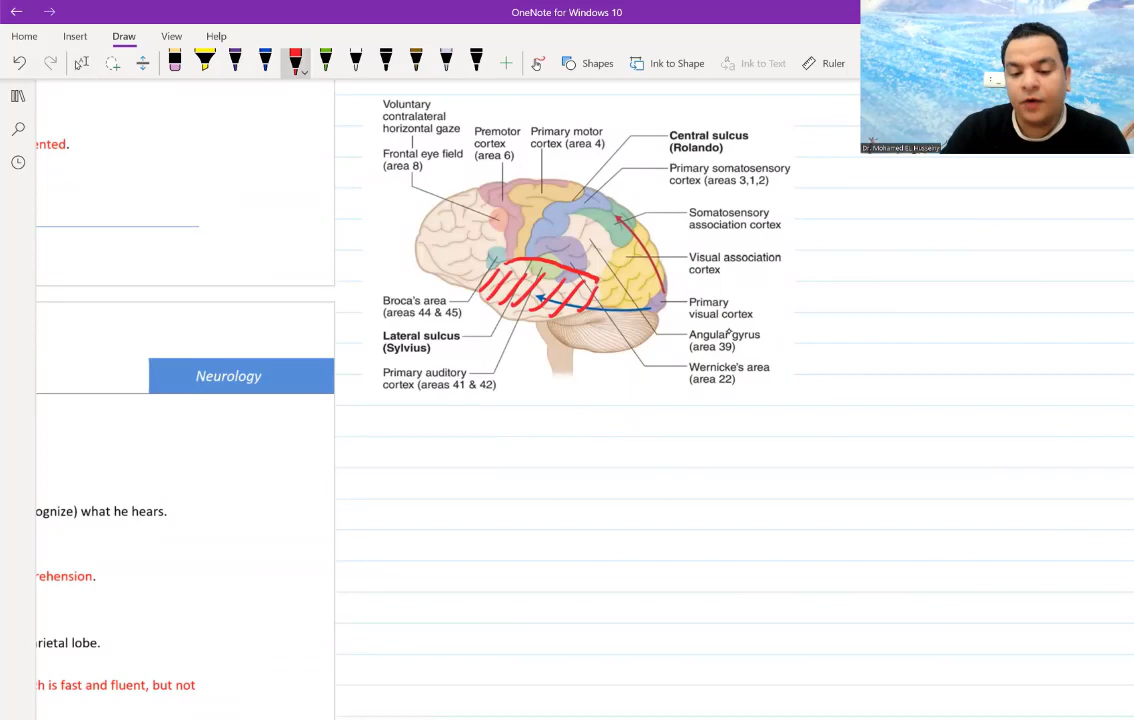 OneNote for Windows 10
Home
Insert
Draw
View
Help
Shapes
Ink to Shape
Ink to Text
Ruler
Dr. Mohamed EL Husseiny
ented.
Neurology
ognize) what he hears.
rehension.
rietal lobe.
h is fast and fluent, but not
Voluntary
contralateral
horizontal gaze
Frontal eye field
(area 8)
Premotor
cortex
(area 6)
Primary motor
cortex (area 4)
Central sulcus
(Rolando)
Primary somatosensory
cortex (areas 3,1,2)
Somatosensory
association cortex
Visual association
cortex
Primary
visual cortex
Angular gyrus
(area 39)
Wernicke's area
(area 22)
Broca's area
(areas 44 & 45)
Lateral sulcus
(Sylvius)
Primary auditory
cortex (areas 41 & 42)